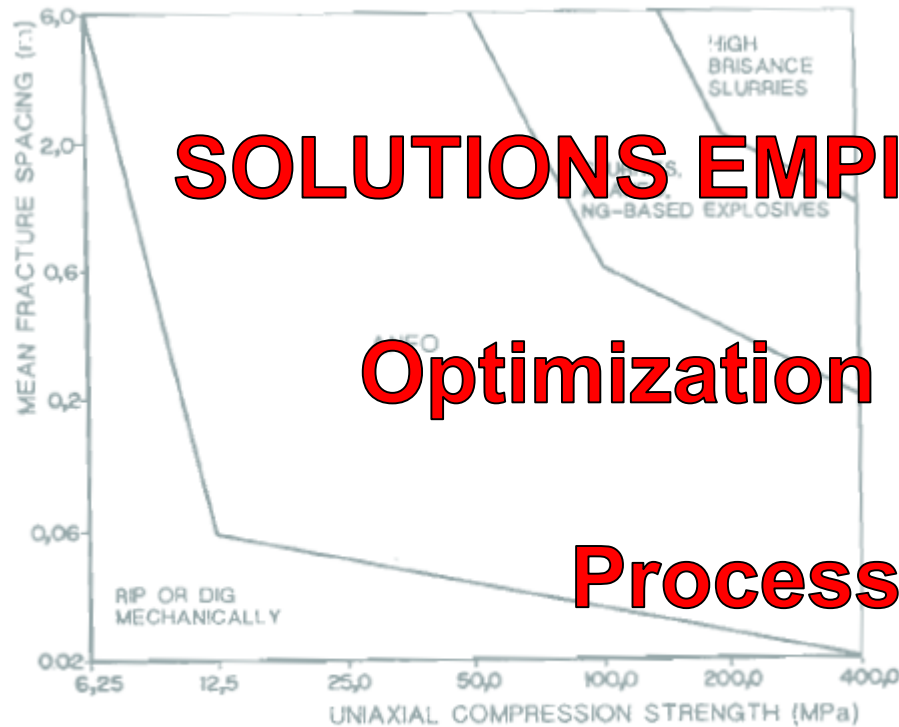 6,0
MEAN FRACTURE SPACING (m)
HIGH
BRISANCE
SLURRIES
2,0
SOLUTIONS EMPI
NG-BASED EXPLOSIVES
0,6
Optimization
0,2
0,06
Process
RIP OR DIG
MECHANICALLY
0.02
6,25 12,5 25,0 50,0 100,0 200,0 400,0
UNIAXIAL COMPRESSION STRENGTH (MPa)